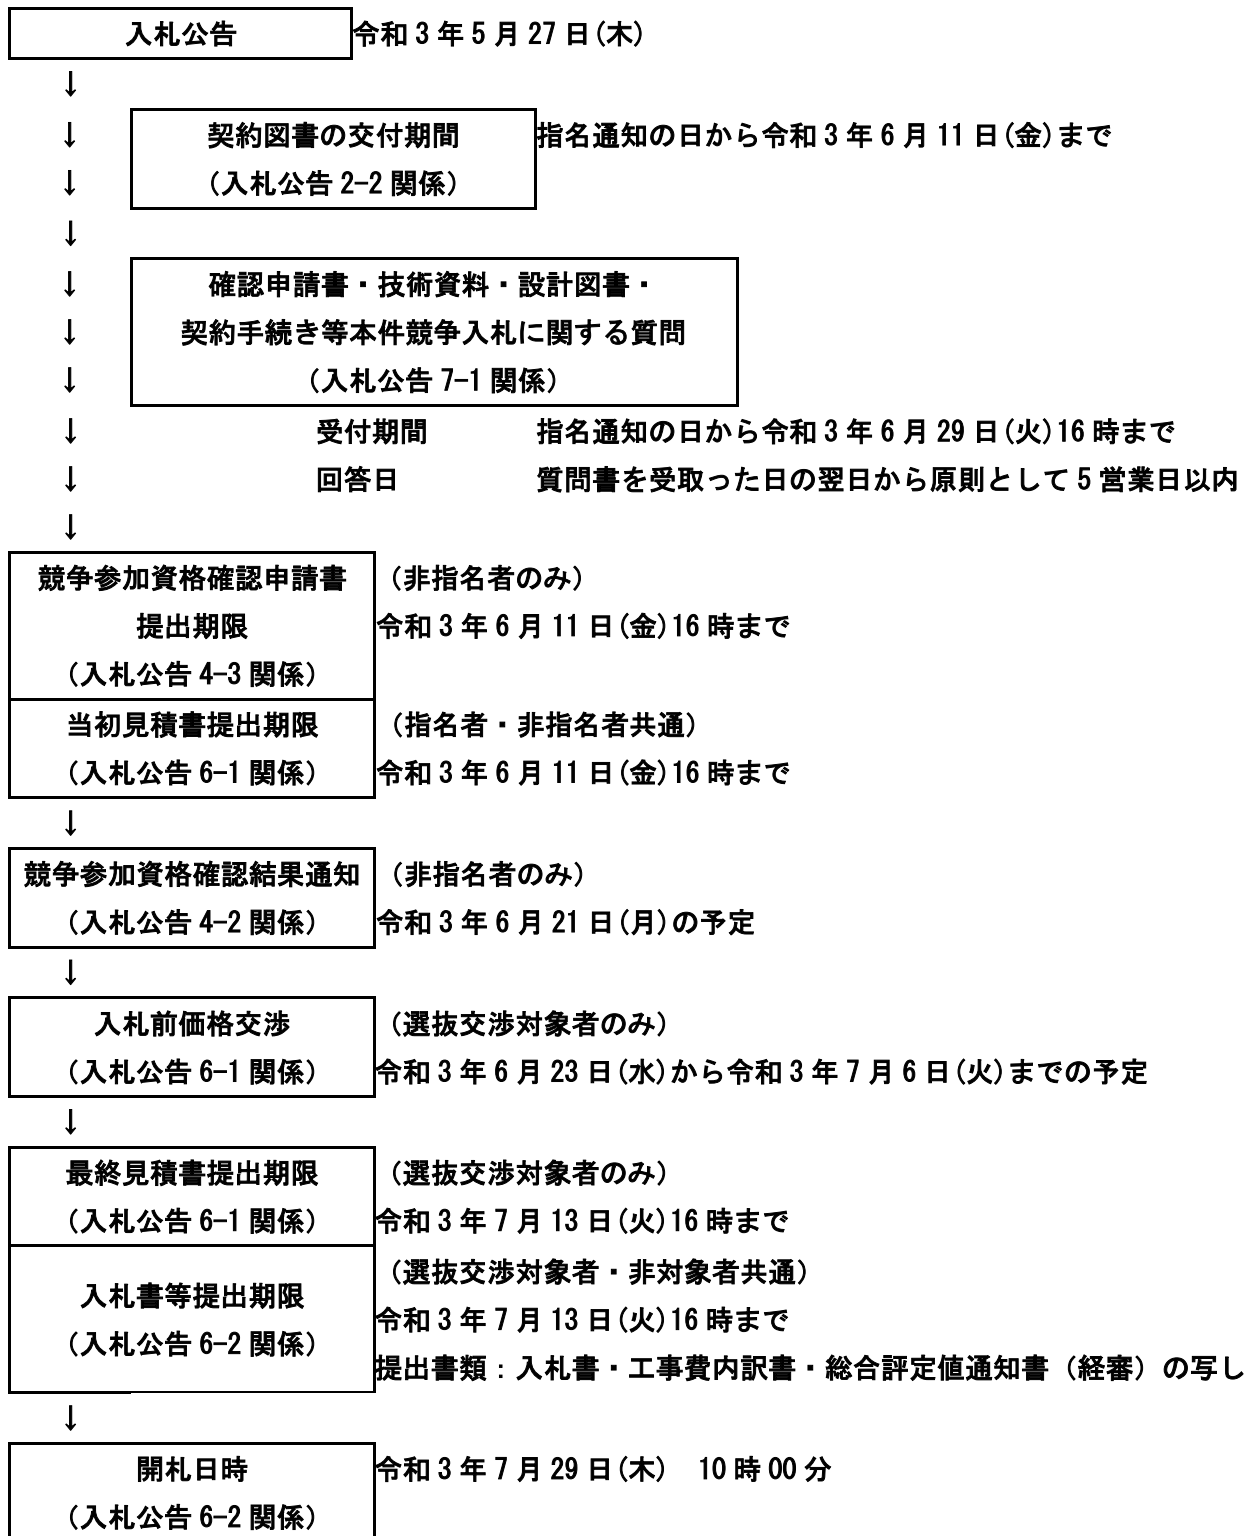 入札公告 令和3年5月27日(木)
↓
↓ 契約図書の交付期間 指名通知の日から令和3年6月11日(金)まで
↓ （入札公告2-2関係）
↓
↓ 確認申請書・技術資料・設計図書・
↓ 契約手続き等本件競争入札に関する質問
↓ （入札公告7-1関係）
↓ 受付期間 指名通知の日から令和3年6月29日(火)16時まで
↓ 回答日 質問書を受取った日の翌日から原則として5営業日以内
↓
競争参加資格確認申請書 （非指名者のみ）
提出期限 令和3年6月11日(金)16時まで
（入札公告4-3関係）
当初見積書提出期限 （指名者・非指名者共通）
（入札公告6-1関係） 令和3年6月11日(金)16時まで
↓
競争参加資格確認結果通知 （非指名者のみ）
（入札公告4-2関係） 令和3年6月21日(月)の予定
↓
入札前価格交渉 （選抜交渉対象者のみ）
（入札公告6-1関係） 令和3年6月23日(水)から令和3年7月6日(火)までの予定
↓
最終見積書提出期限 （選抜交渉対象者のみ）
（入札公告6-1関係） 令和3年7月13日(火)16時まで
（選抜交渉対象者・非対象者共通）
入札書等提出期限 令和3年7月13日(火)16時まで
（入札公告6-2関係） 提出書類：入札書・工事費内訳書・総合評定値通知書（経審）の写し
↓
開札日時 令和3年7月29日(木) 10時00分
（入札公告6-2関係）